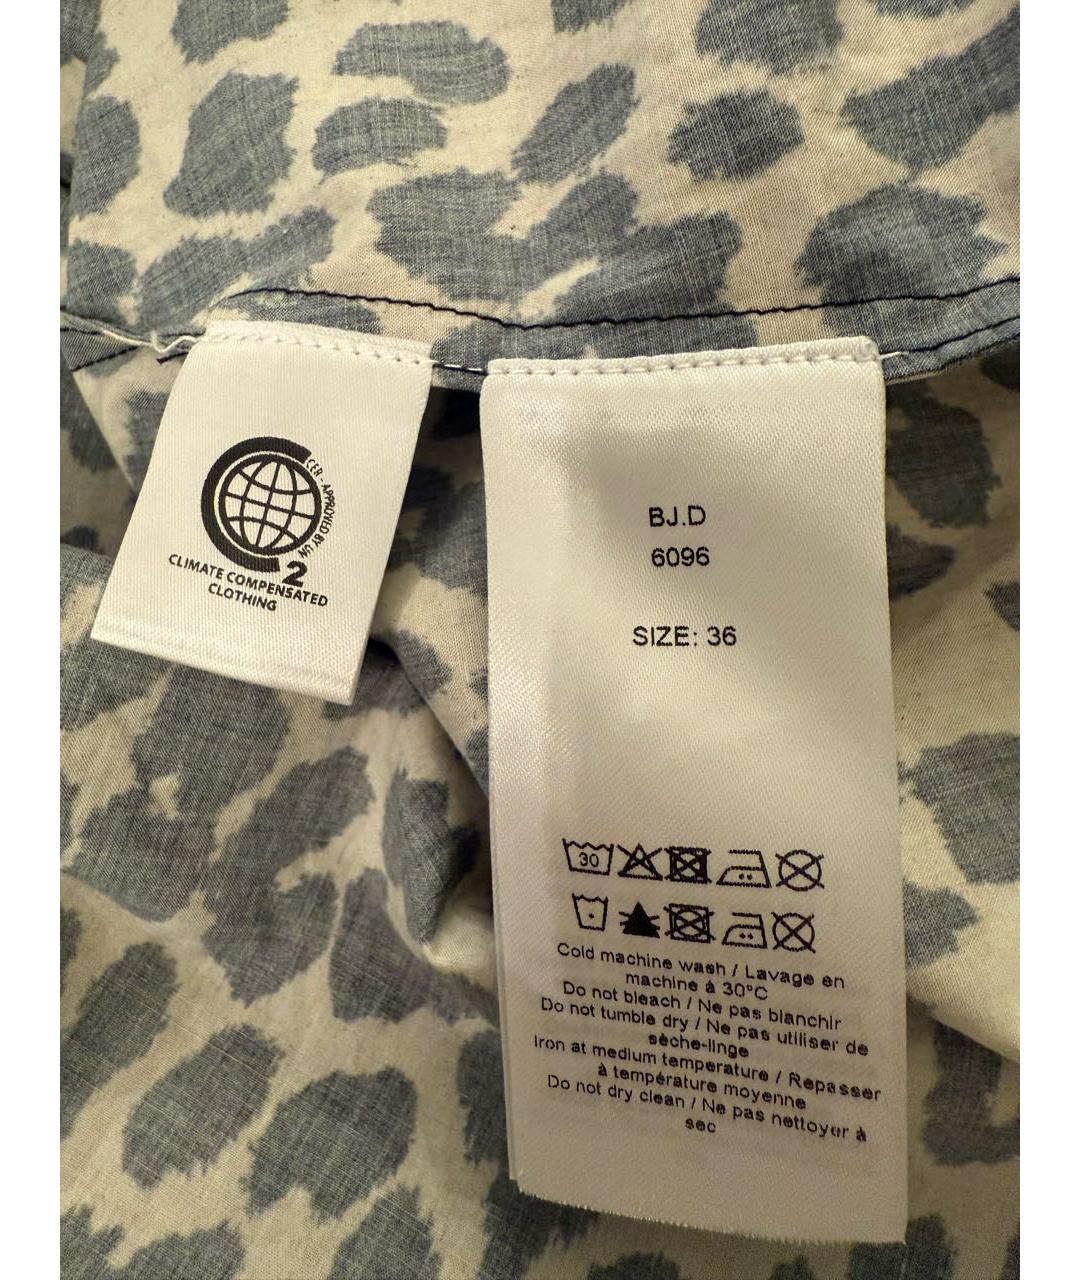 CER - APPROVED BY UN
2
CLIMATE COMPENSATED
CLOTHING
BJ.D
6096
SIZE: 36
30
Cold machine wash / Lavage en
machine à 30°C
Do not bleach / Ne pas blanchir
Do not tumble dry / Ne pas utiliser de
sèche-linge
Iron at medium temperature / Repasser
à température moyenne
Do not dry clean / Ne pas nettoyer à
sec